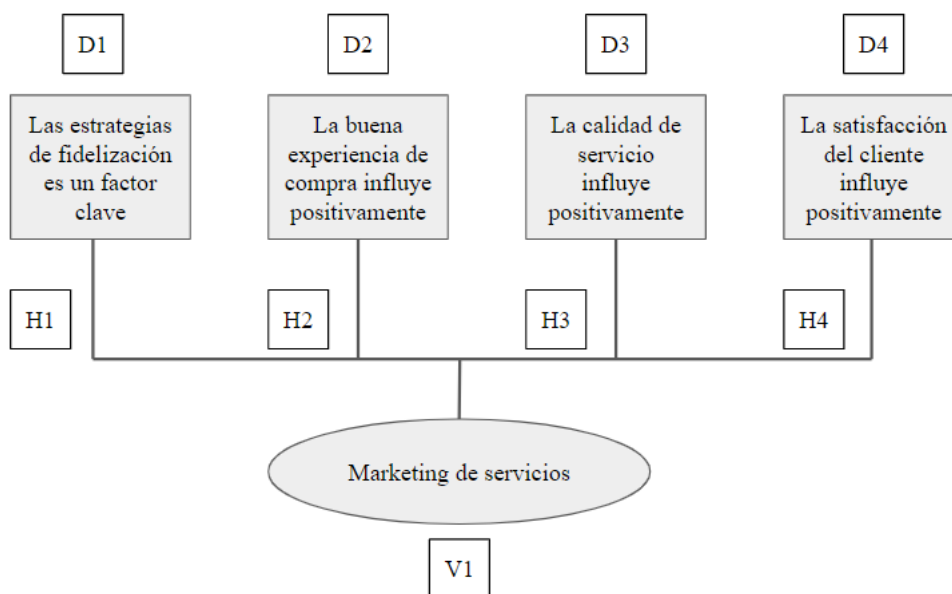 D1
D2
D3
D4
Las estrategias
de fidelización
es un factor
clave
La buena
experiencia de
compra influye
positivamente
La calidad de
servicio
influye
positivamente
La satisfacción
del cliente
influye
positivamente
H1
H2
H3
H4
Marketing de servicios
V1